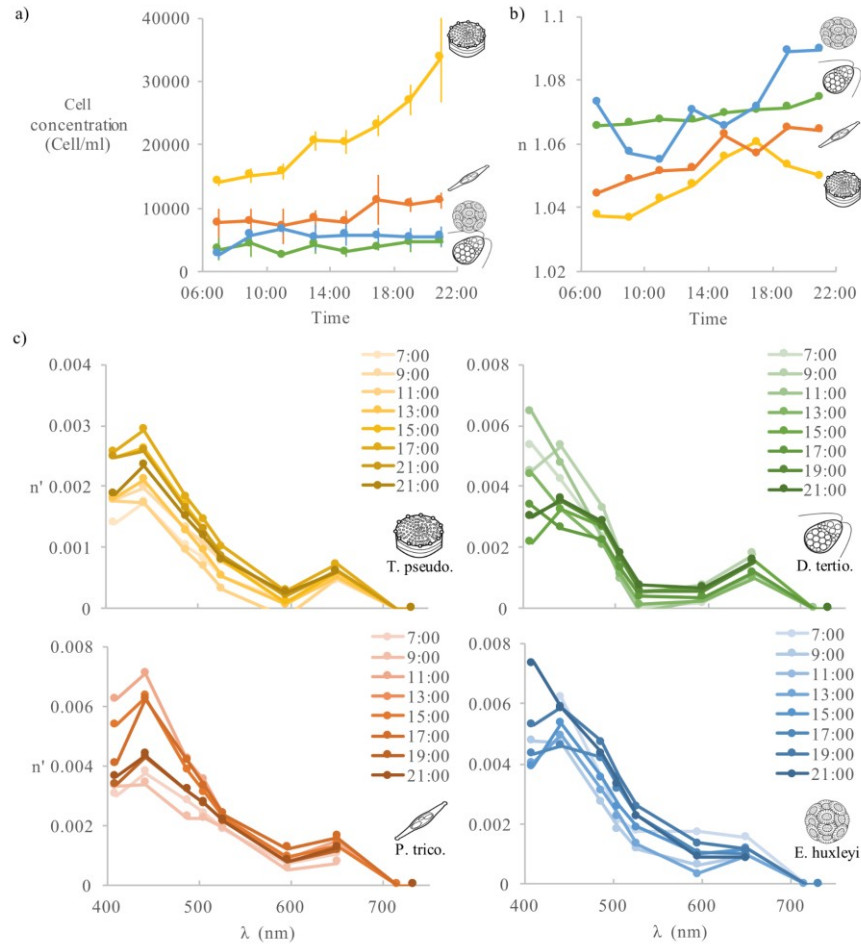 a)
40000
30000
20000
10000
0
Cell
concentration
(Cell/ml)
06:00 10:00 14:00 18:00 22:00
Time
b)
1.1
1.08
1.06
1.04
1.02
n
06:00 10:00 14:00 18:00 22:00
Time
c)
0.004
0.003
0.002
0.001
0
n'
7:00
9:00
11:00
13:00
15:00
17:00
21:00
21:00
T. pseudo.
0.008
0.006
0.004
0.002
0
7:00
9:00
11:00
13:00
15:00
17:00
19:00
21:00
D. tertio.
0.008
0.006
0.004
0.002
0
n'
7:00
9:00
11:00
13:00
15:00
17:00
19:00
21:00
P. trico.
400 500 600 700
λ (nm)
0.008
0.006
0.004
0.002
0
7:00
9:00
11:00
13:00
15:00
17:00
19:00
21:00
E. huxleyi
400 500 600 700
λ (nm)